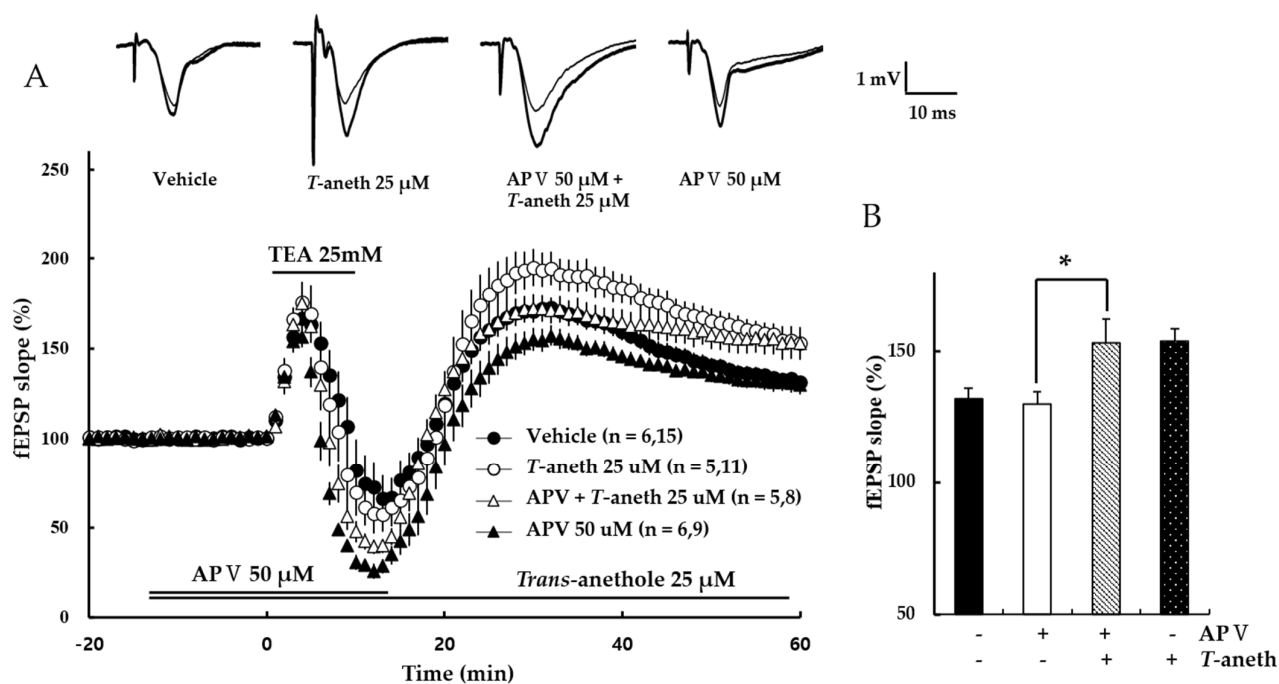 A
1 mV
10 ms
Vehicle
T-aneth 25 μM
APV 50 μM +
T-aneth 25 μM
APV 50 μM
250
200
150
100
50
0
fEPSP slope (%)
TEA 25mM
Vehicle (n = 6,15)
T-aneth 25 uM (n = 5,11)
APV + T-aneth 25 uM (n = 5,8)
APV 50 uM (n = 6,9)
APV 50 μM
Trans-anethole 25 μM
-20 0 20 40 60
Time (min)
B
*
150
100
50
fEPSP slope (%)
- + + - APV
- - + + T-aneth